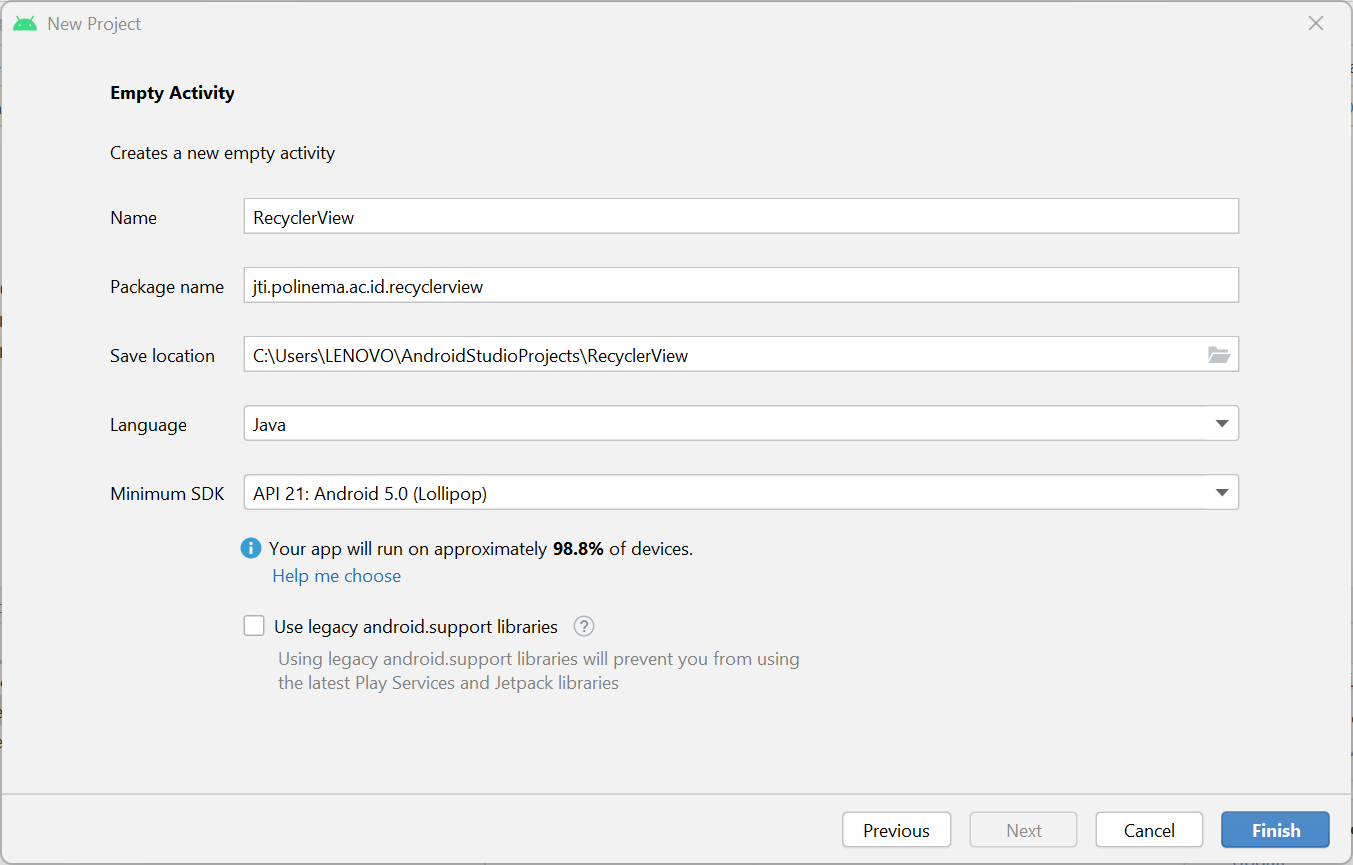 New Project
Empty Activity
Creates a new empty activity
Name RecyclerView
Package name jti.polinema.ac.id.recyclerview
Save location C:\Users\LENOVO\AndroidStudioProjects\RecyclerView
Language Java
Minimum SDK API 21: Android 5.0 (Lollipop)
i Your app will run on approximately 98.8% of devices.
Help me choose
Use legacy android.support libraries ?
Using legacy android.support libraries will prevent you from using
the latest Play Services and Jetpack libraries
Previous Next Cancel Finish